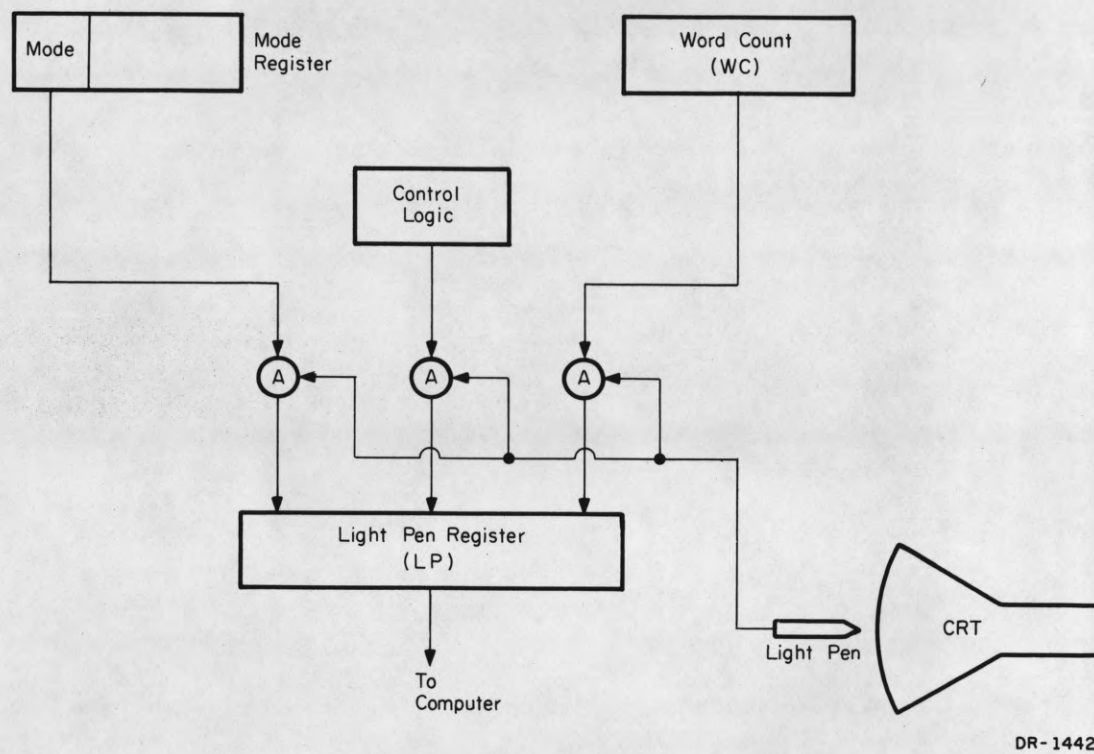 Mode
Mode
Register
Word Count
(WC)
Control
Logic
A
A
A
Light Pen Register
(LP)
CRT
Light Pen
To
Computer
DR-1442